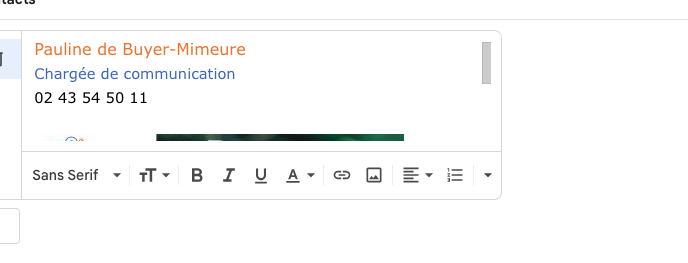 Pauline de Buyer-Mimeure
Chargée de communication
02 43 54 50 11
Sans Serif
B I U A